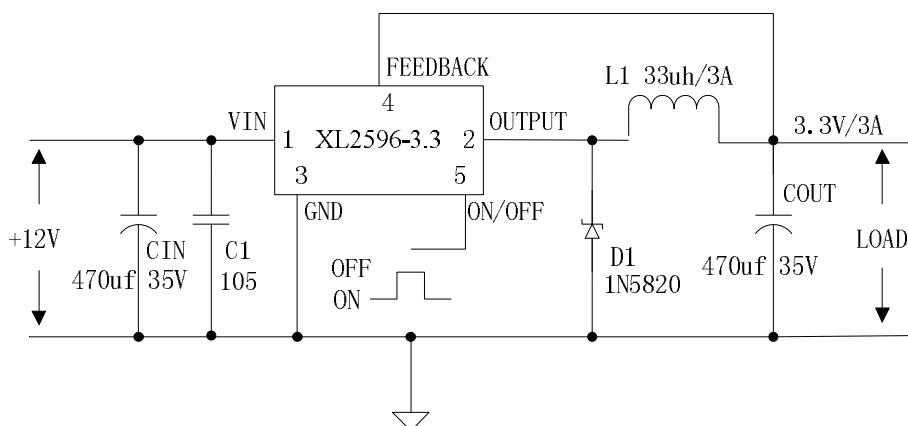 FEEDBACK
L1 33uh/3A
4
VIN
OUTPUT
3.3V/3A
1 XL2596-3.3 2
3 5
GND
ON/OFF
COUT
+12V
CIN
C1
OFF
D1
LOAD
470uf 35V
105
ON
1N5820
470uf 35V